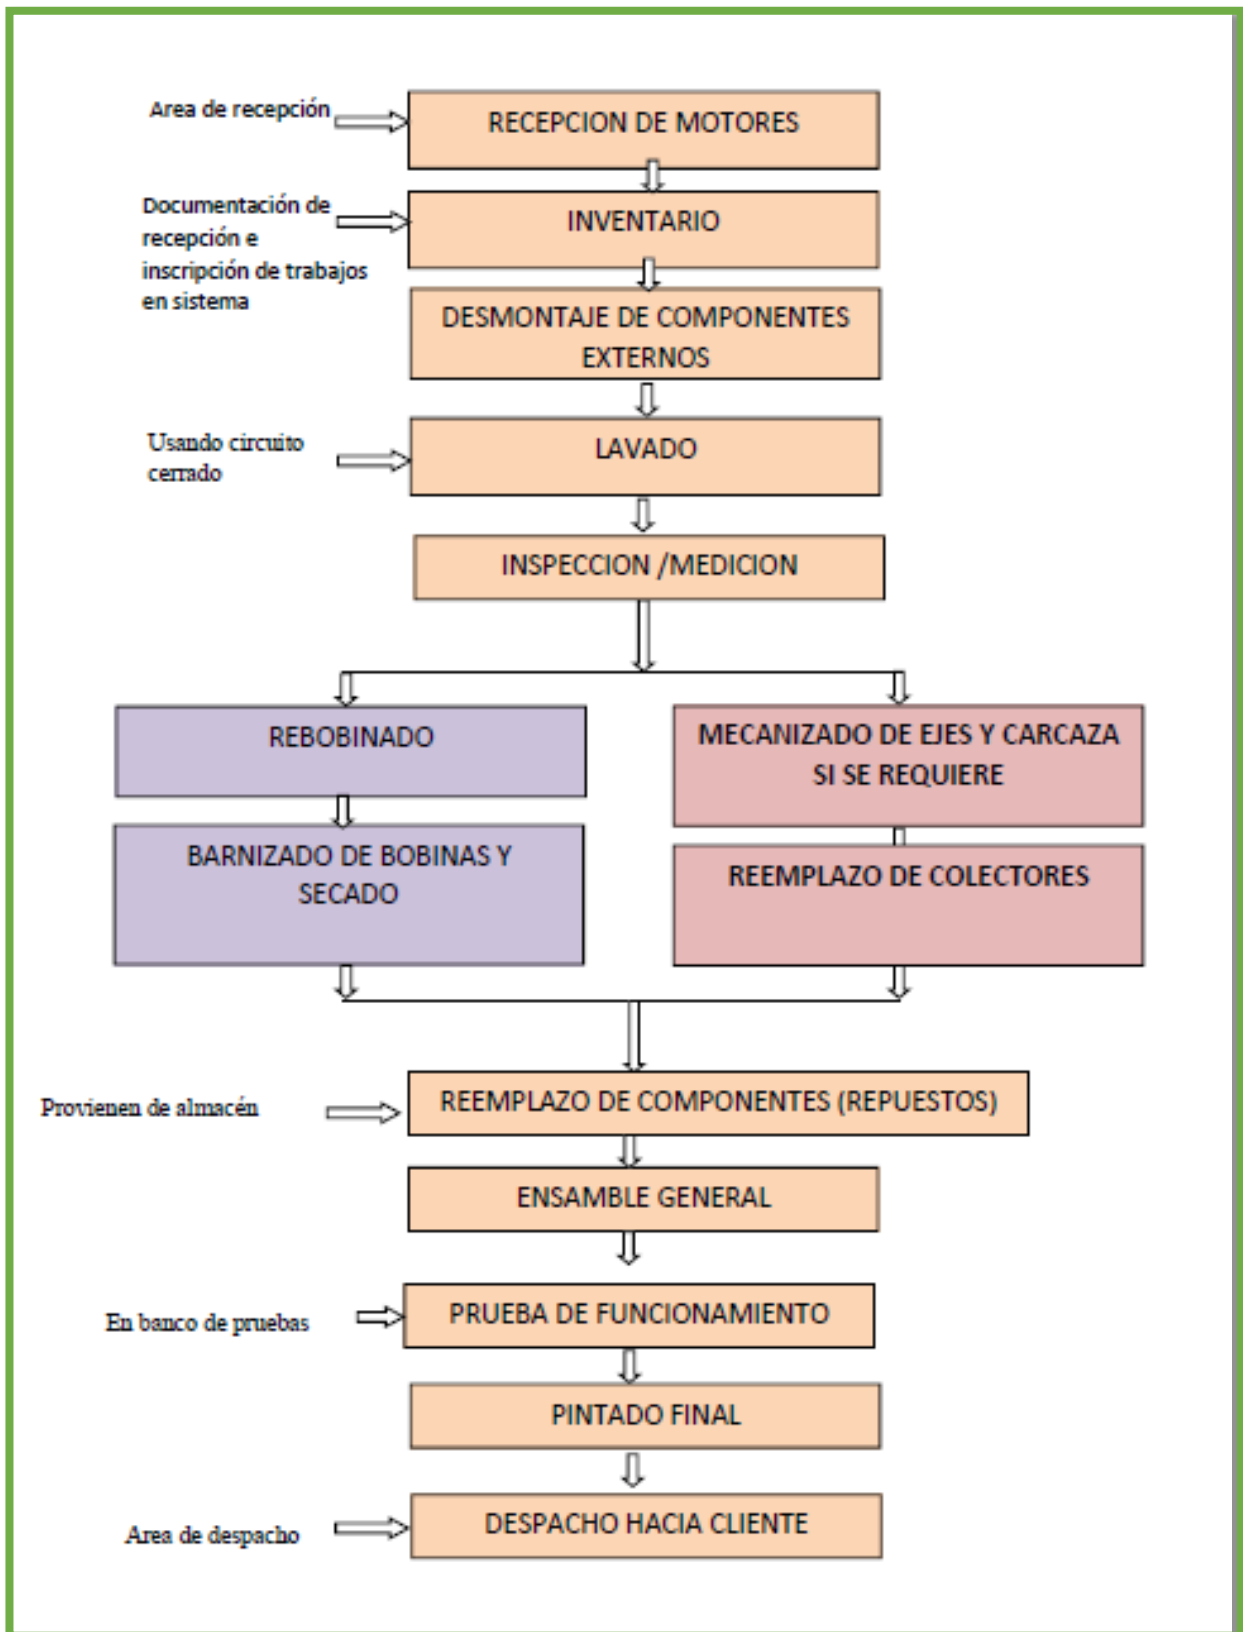 Area de recepción
RECEPCION DE MOTORES
Documentación de
recepción e
inscripción de trabajos
en sistema
INVENTARIO
DESMONTAJE DE COMPONENTES
EXTERNOS
Usando circuito
cerrado
LAVADO
INSPECCION /MEDICION
REBOBINADO
MECANIZADO DE EJES Y CARCAZA
SI SE REQUIERE
BARNIZADO DE BOBINAS Y
SECADO
REEMPLAZO DE COLECTORES
Provienen de almacén
REEMPLAZO DE COMPONENTES (REPUESTOS)
ENSAMBLE GENERAL
En banco de pruebas
PRUEBA DE FUNCIONAMIENTO
PINTADO FINAL
Area de despacho
DESPACHO HACIA CLIENTE